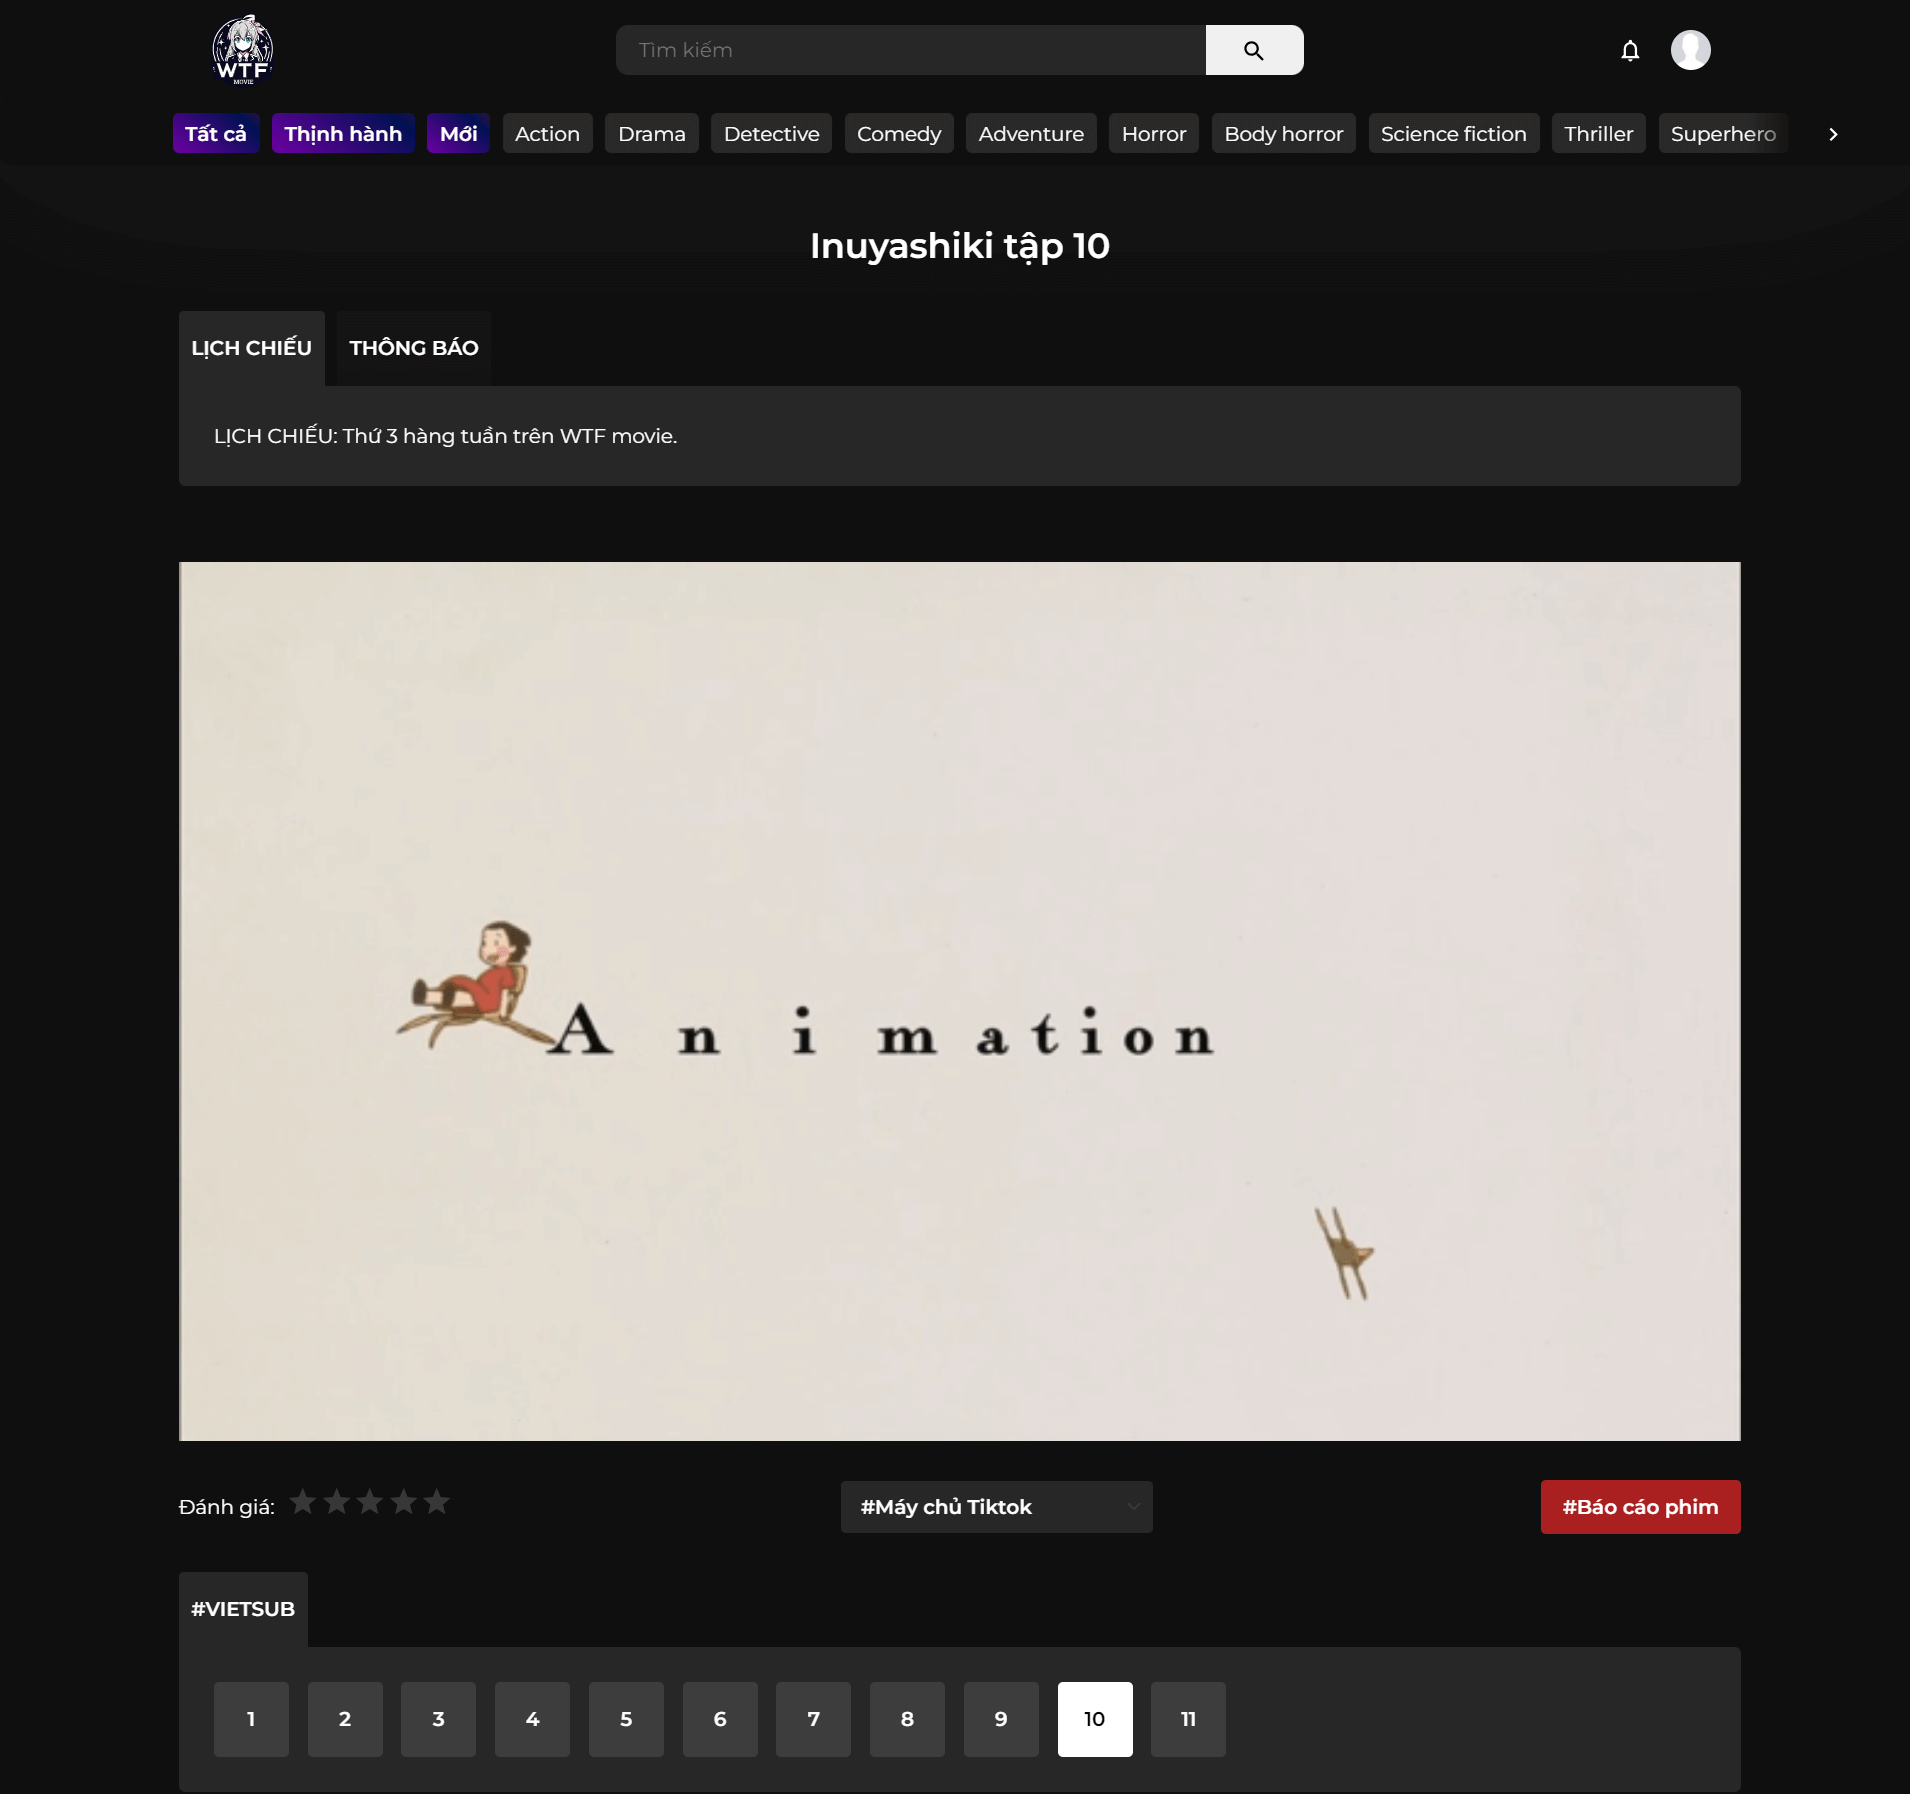 WTF
MOVIE
Tìm kiếm
Tất cả
Thịnh hành
Mới
Action
Drama
Detective
Comedy
Adventure
Horror
Body horror
Science fiction
Thriller
Superhero
Inuyashiki tập 10
LỊCH CHIẾU
THÔNG BÁO
LỊCH CHIẾU: Thứ 3 hàng tuần trên WTF movie.
Animation
Đánh giá:
#Máy chủ Tiktok
#Báo cáo phim
#VIETSUB
1
2
3
4
5
6
7
8
9
10
11